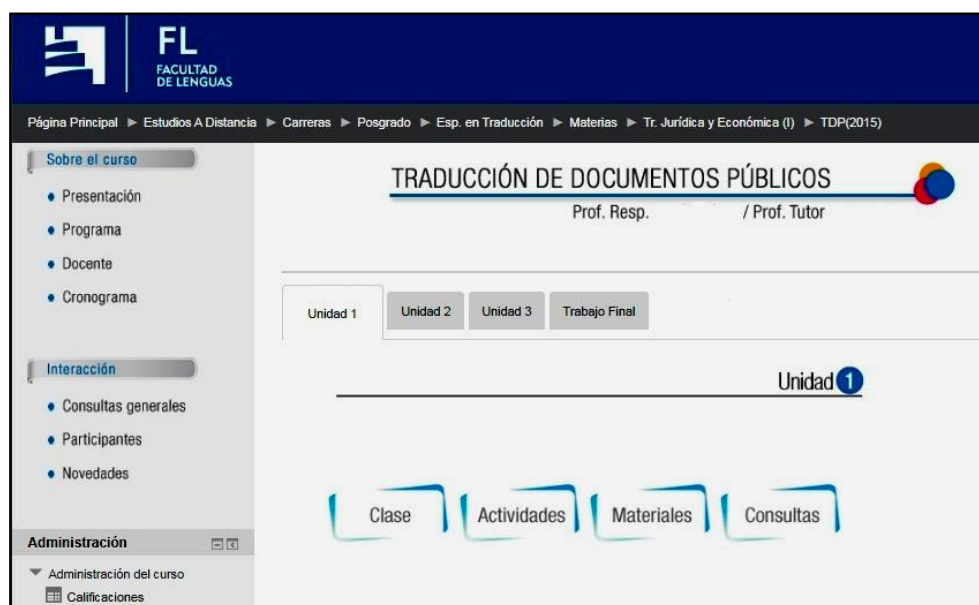 FL
FACULTAD
DE LENGUAS
Página Principal ► Estudios A Distancia ► Carreras ► Posgrado ► Esp. en Traducción ► Materias ► Tr. Jurídica y Económica (I) ► TDP(2015)
Sobre el curso
Presentación
Programa
Docente
Cronograma
Interacción
Consultas generales
Participantes
Novedades
Administración
Administración del curso
Calificaciones
TRADUCCIÓN DE DOCUMENTOS PÚBLICOS
Prof. Resp. / Prof. Tutor
Unidad 1 Unidad 2 Unidad 3 Trabajo Final
Unidad 1
Clase Actividades Materiales Consultas